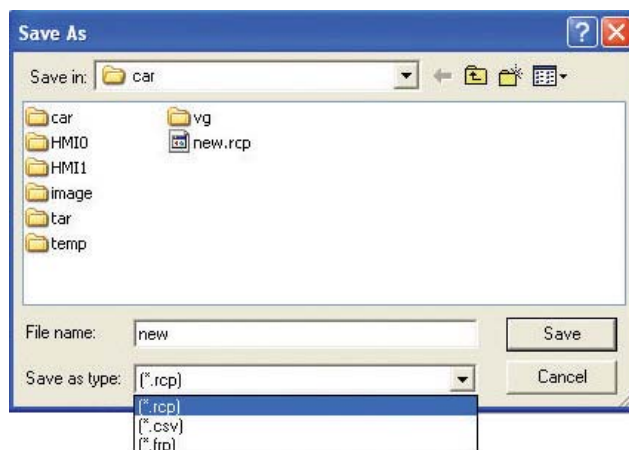 Save As
Save in: car
car
HMI0
HMI1
image
tar
temp
vg
new.rcp
File name: new
Save
Save as type: (*.rcp)
Cancel
(*.rcp)
(*.csv)
(*.frp)